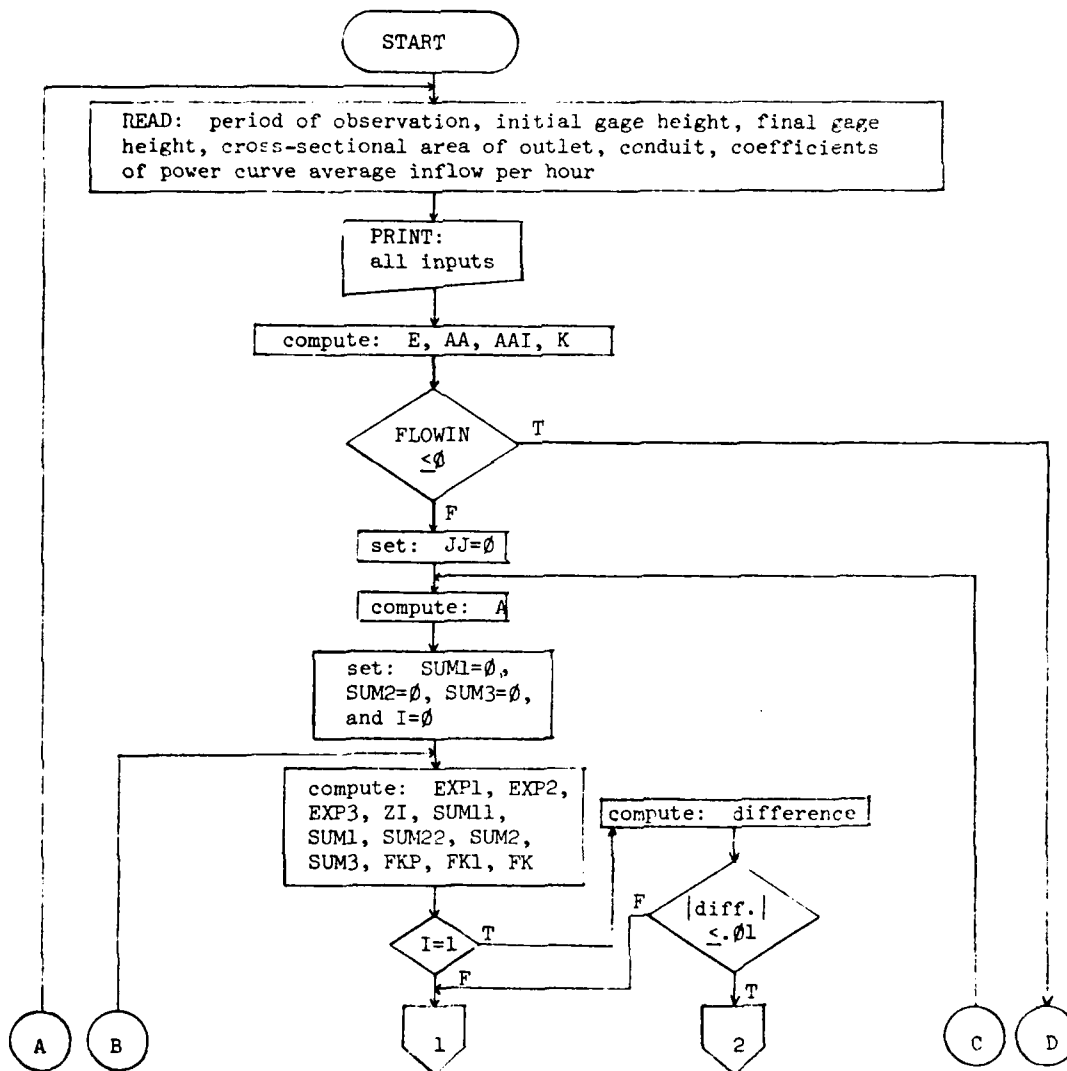 START
READ: period of observation, initial gage height, final gage
height, cross-sectional area of outlet, conduit, coefficients
of power curve average inflow per hour
PRINT:
all inputs
compute: E, AA, AAI, K
FLOWIN
≤Ø
T
F
set: JJ=Ø
compute: A
set: SUM1=Ø,
SUM2=Ø, SUM3=Ø,
and I=Ø
compute: EXP1, EXP2,
EXP3, ZI, SUM11,
SUM1, SUM22, SUM2,
SUM3, FKP, FK1, FK
compute: difference
I=1
T
F
|diff.|
≤.Ø1
F
T
A
B
1
2
C
D